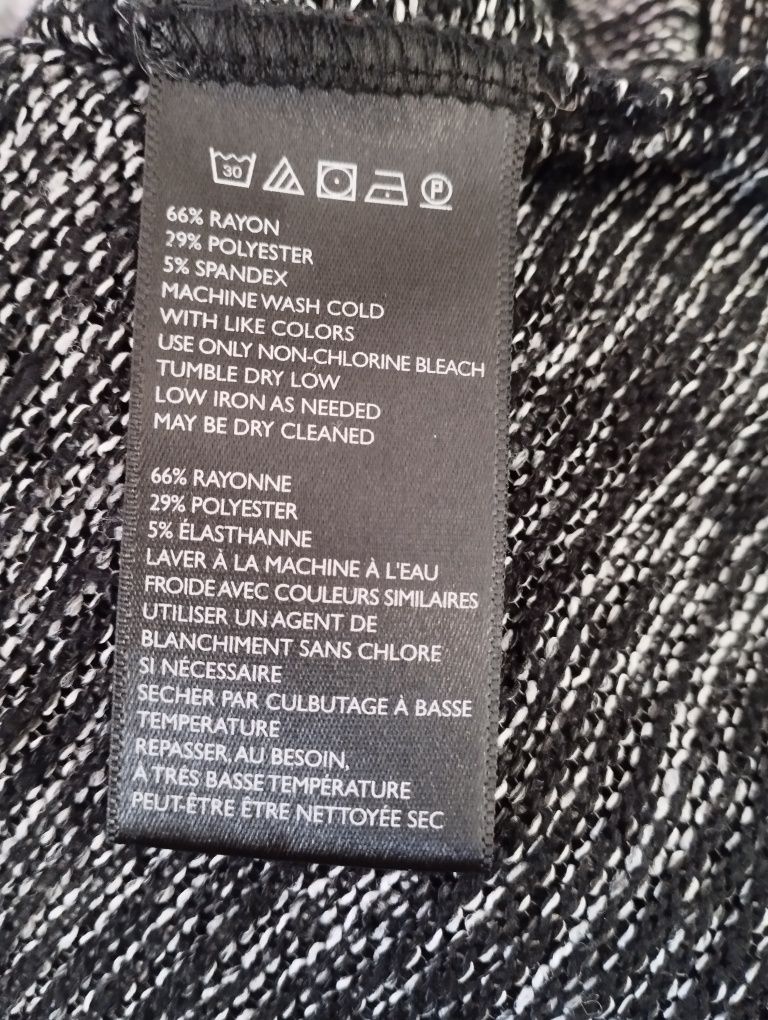 30 P
66% RAYON
29% POLYESTER
5% SPANDEX
MACHINE WASH COLD
WITH LIKE COLORS
USE ONLY NON-CHLORINE BLEACH
TUMBLE DRY LOW
LOW IRON AS NEEDED
MAY BE DRY CLEANED
66% RAYONNE
29% POLYESTER
5% ÉLASTHANNE
LAVER À LA MACHINE À L'EAU
FROIDE AVEC COULEURS SIMILAIRES
UTILISER UN AGENT DE
BLANCHIMENT SANS CHLORE
SI NÉCESSAIRE
SECHER PAR CULBUTAGE À BASSE
TEMPERATURE
REPASSER AU BESOIN,
A TRÈS BASSE TEMPÉRATURE
PEUT-ÊTRE ÊTRE NETTOYÉE SEC